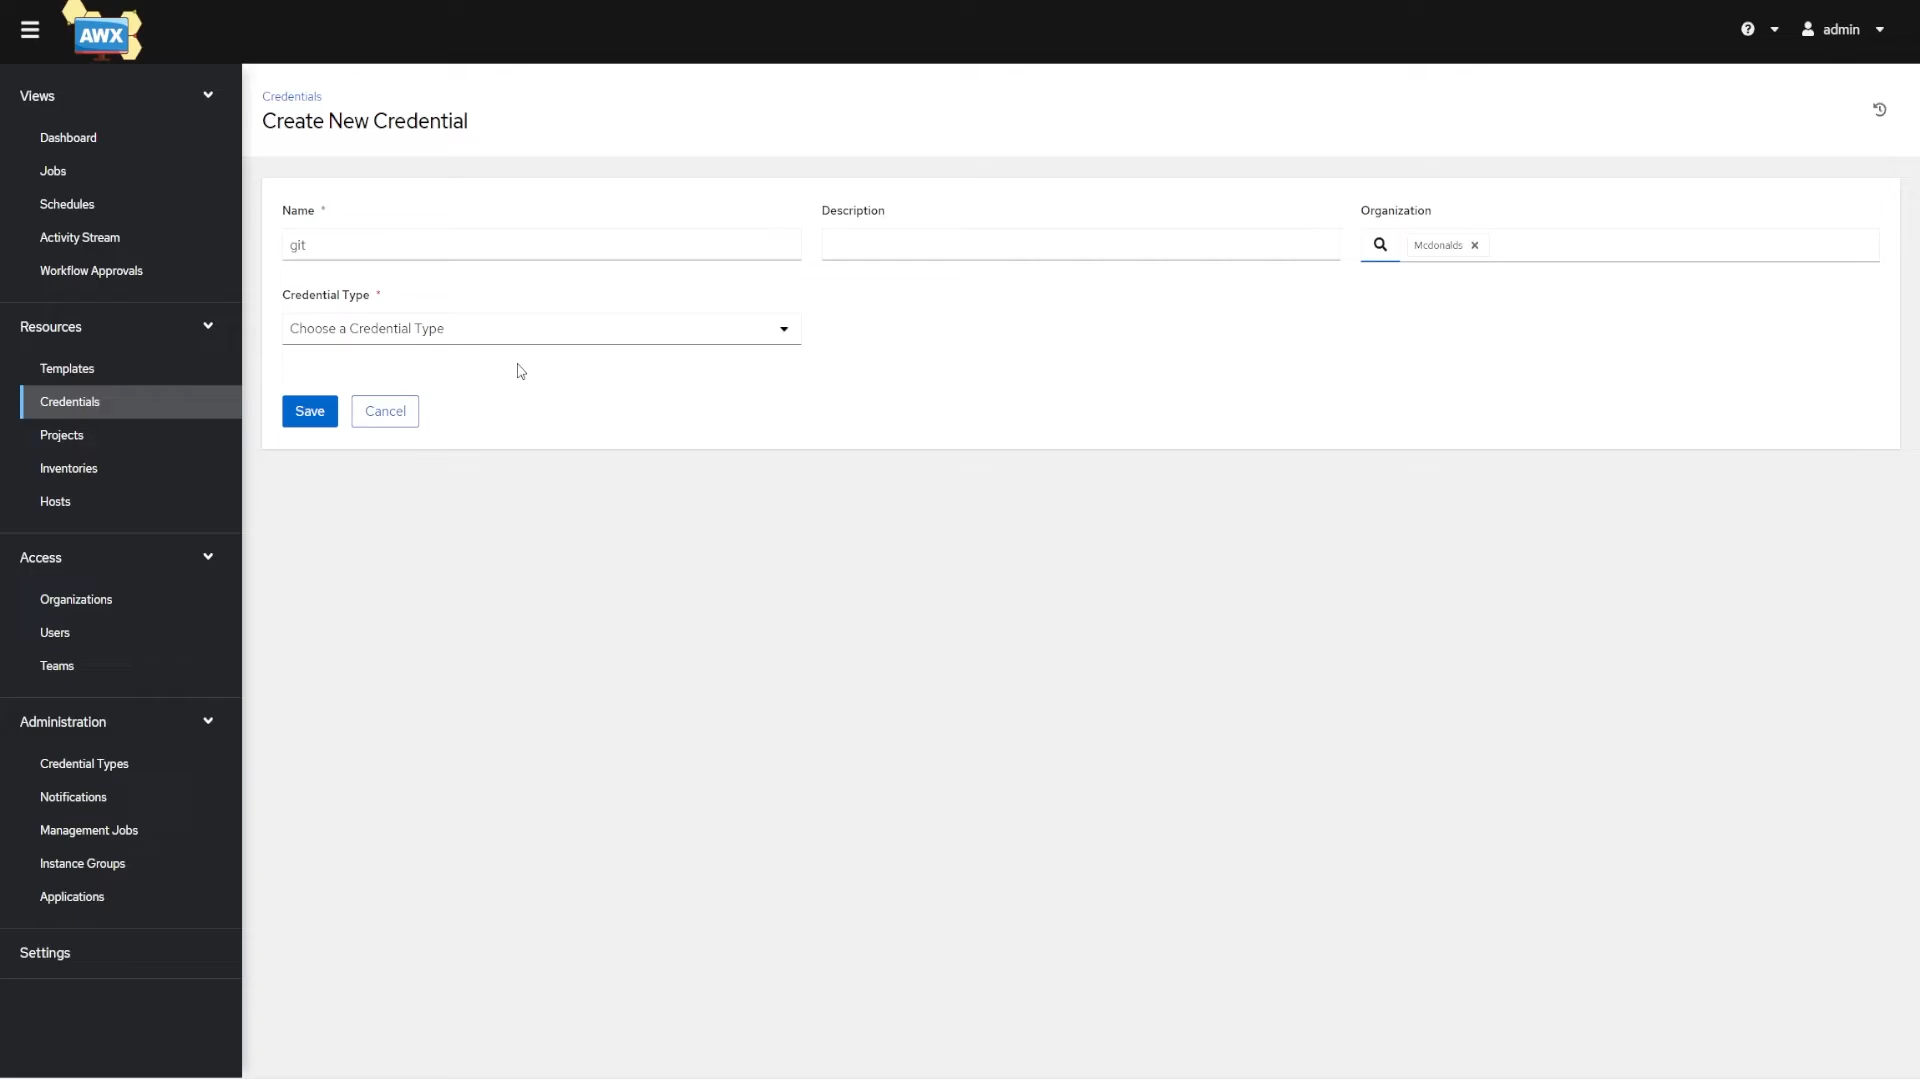 AWX
admin
Views
Dashboard
Jobs
Schedules
Activity Stream
Workflow Approvals
Resources
Templates
Credentials
Projects
Inventories
Hosts
Access
Organizations
Users
Teams
Administration
Credential Types
Notifications
Management Jobs
Instance Groups
Applications
Settings
Credentials
Create New Credential
Name *
Description
Organization
git
Mcdonalds
Credential Type *
Choose a Credential Type
Save
Cancel